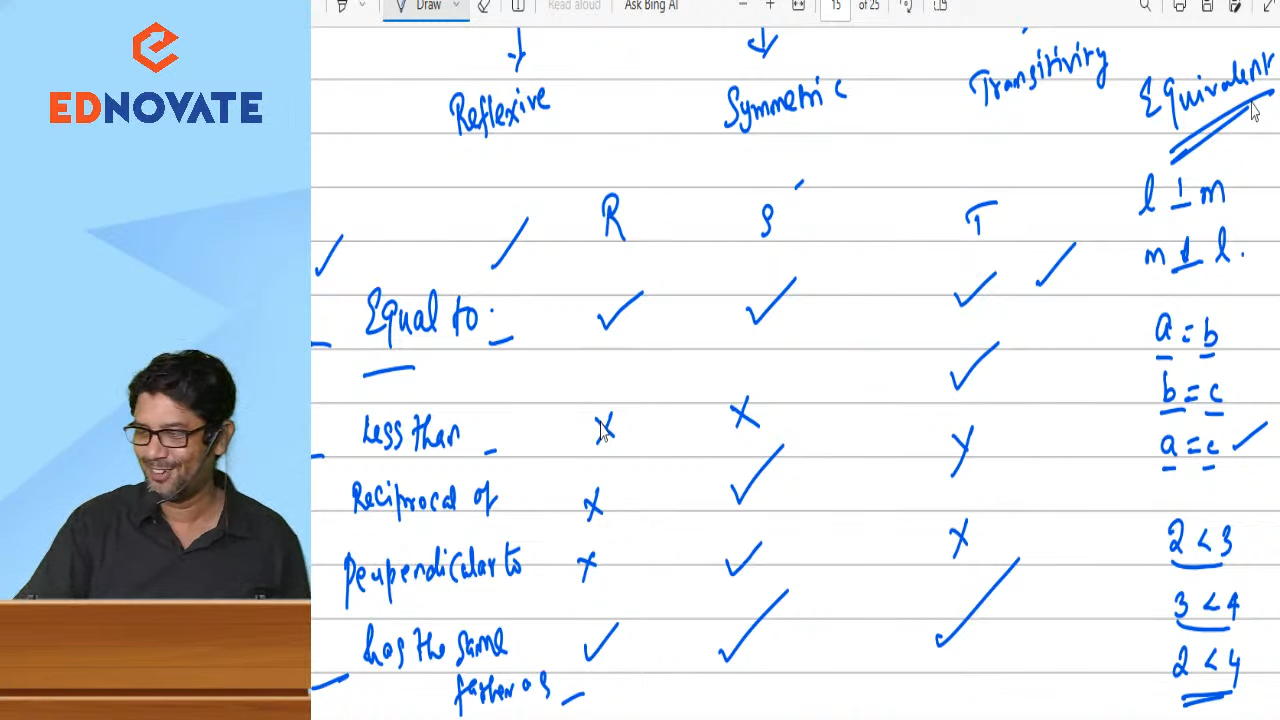 Draw
Read aloud
Ask Bing AI
15 of 25
EDNOVATE
Reflexive Symmetric Transitivity Equivalent
R S T
l ⊥ m
m ⊥ l.
Equal to
a = b
b = c
Less than
a = c
Reciprocal of
2 < 3
Perpendicular to
3 < 4
has the same
2 < 4
father as